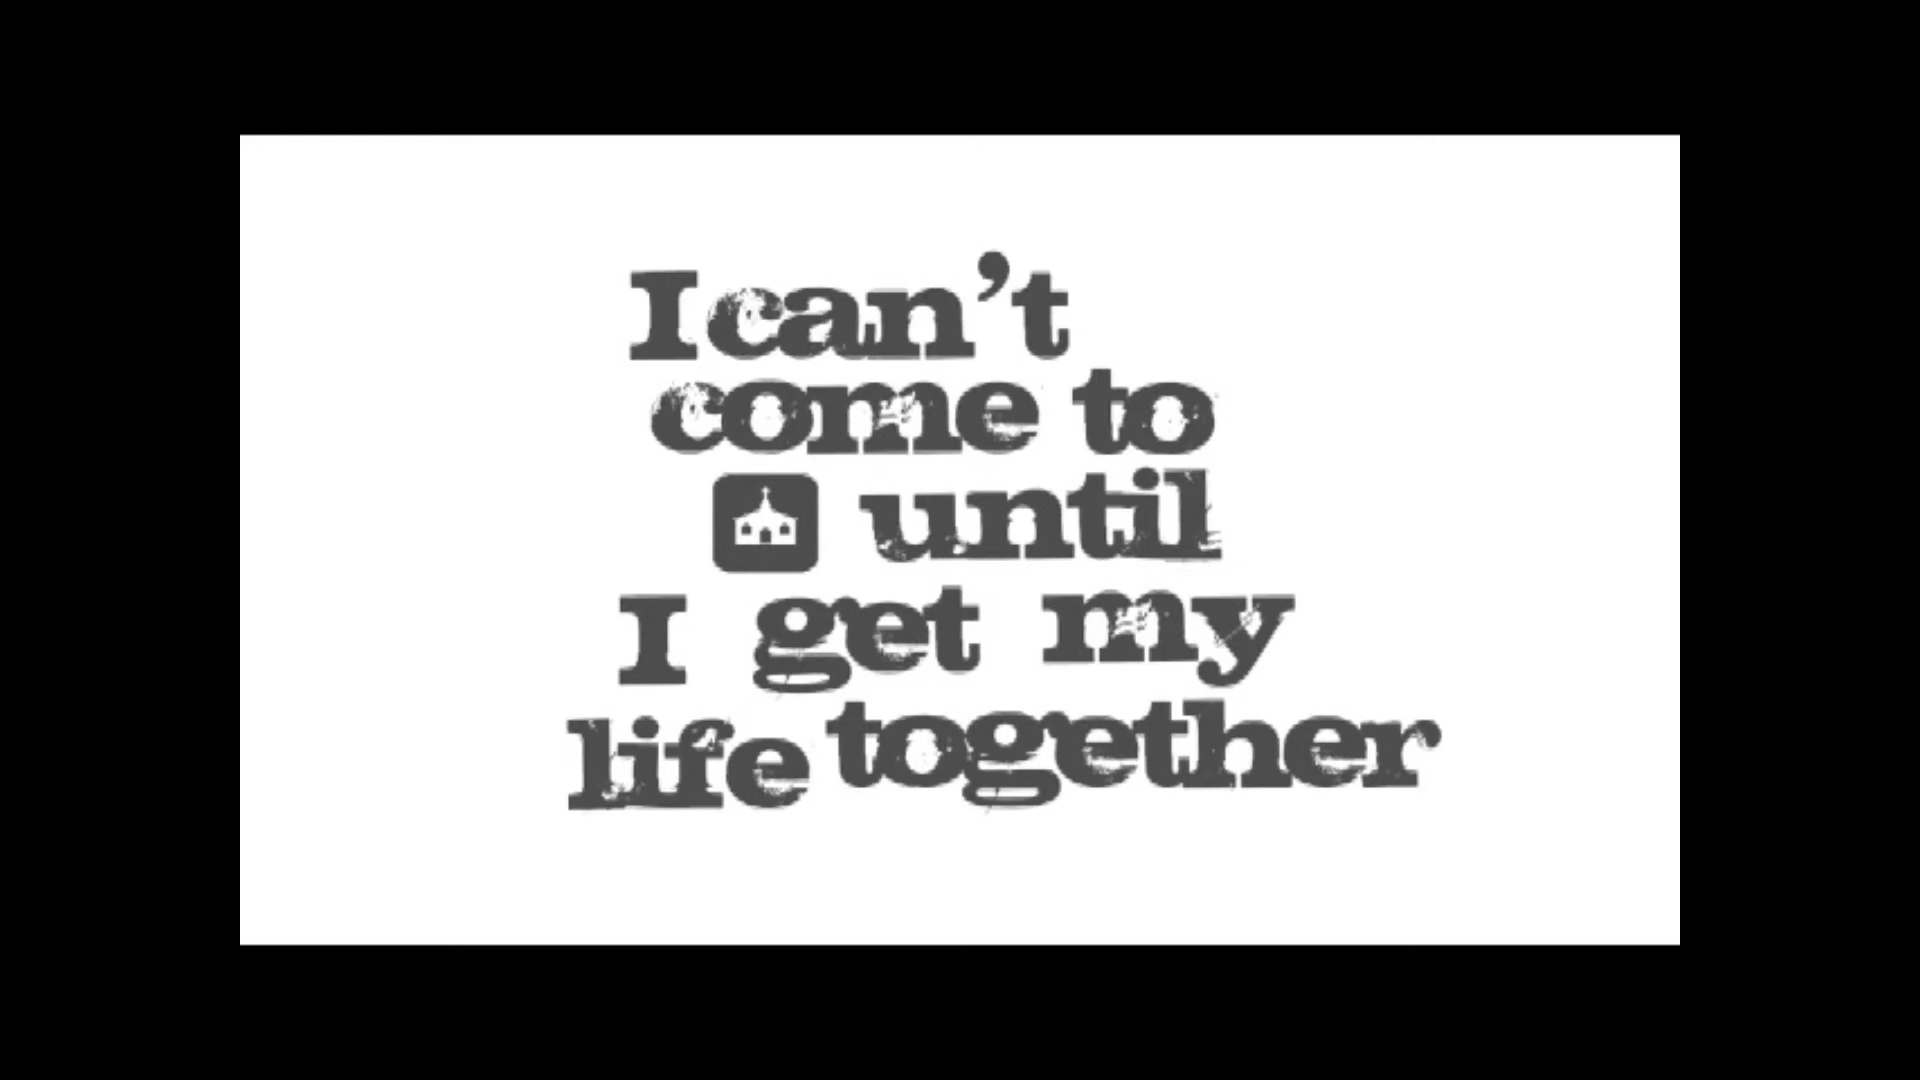 I can’t
come to
until
I get my
life together